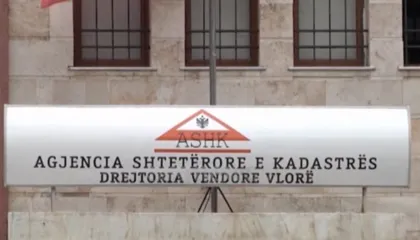 ASHK
AGJENCIA SHTETËRORE E KADASTRËS
DREJTORIA VENDORE VLORË